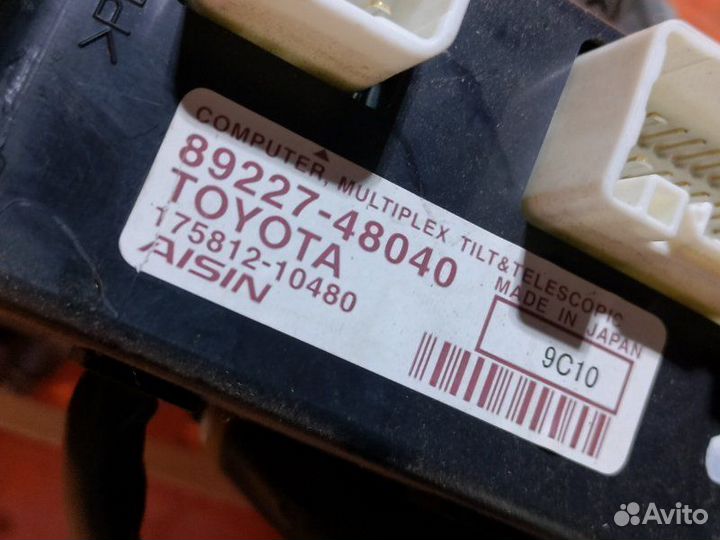 >P
COMPUTER, MULTIPLEX TILT&TELESCOPIC
89227-48040
TOYOTA
MADE IN JAPAN
175812-10480
AISIN
9C10
Avito